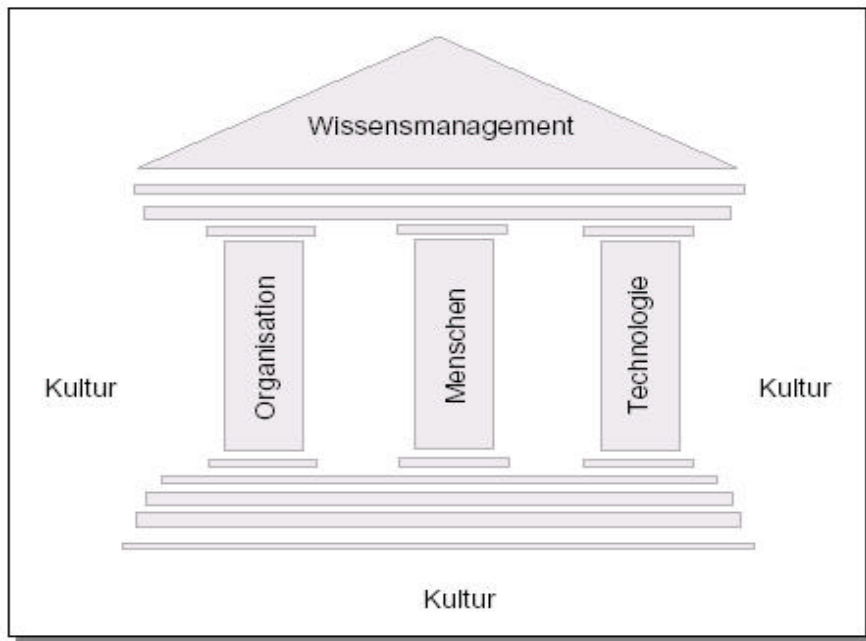 Wissensmanagement
Organisation
Menschen
Technologie
Kultur
Kultur
Kultur